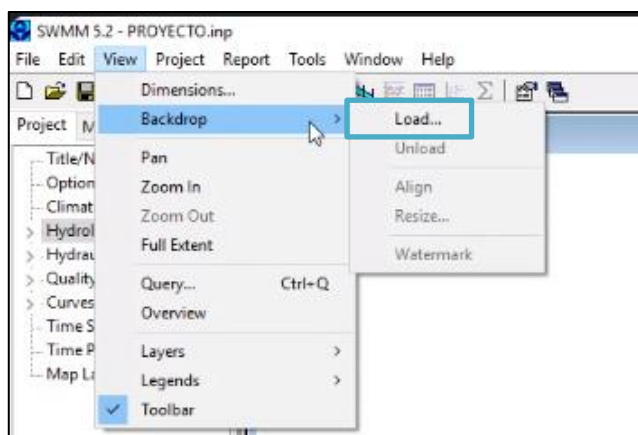 SWMM 5.2 - PROYECTO.inp
File Edit View Project Report Tools Window Help
Project M
Title/N
Option
Climat
Hydrol
Hydrau
Quality
Curves
Time S
Time P
Map La
Dimensions...
Backdrop
Pan
Zoom In
Zoom Out
Full Extent
Query... Ctrl+Q
Overview
Layers
Legends
Toolbar
Load...
Unload
Align
Resize...
Watermark